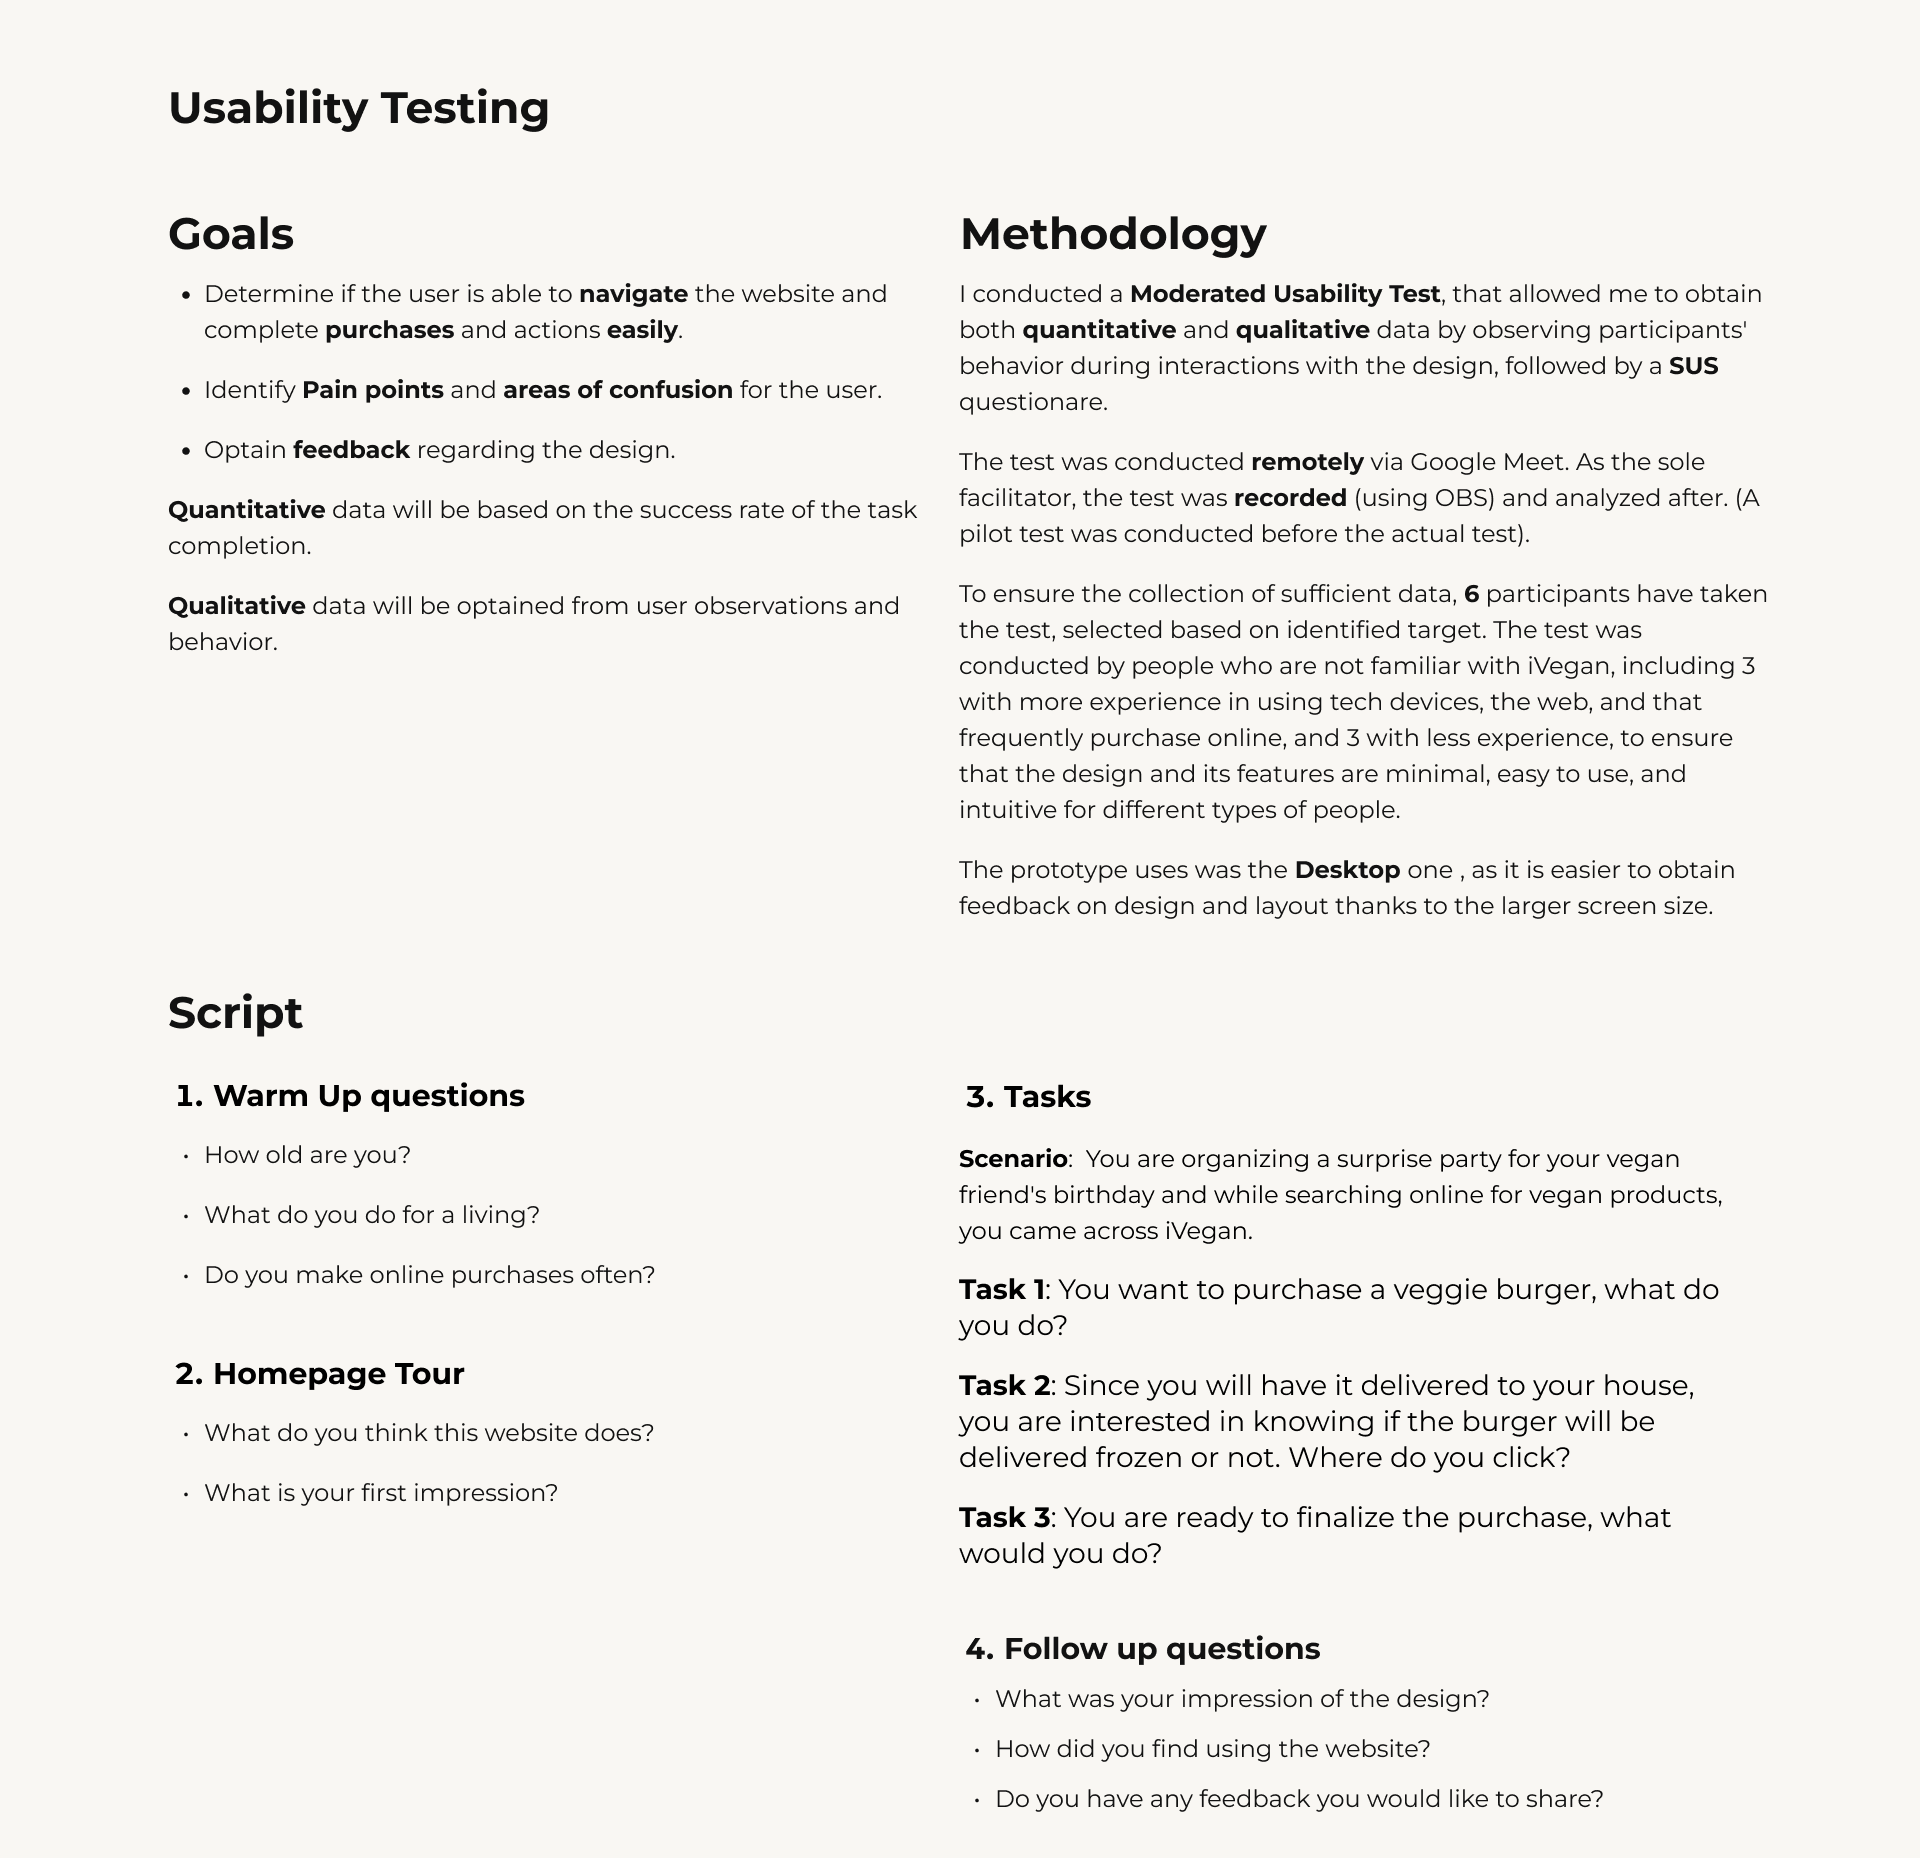 Usability Testing
Goals
• Determine if the user is able to navigate the website and
complete purchases and actions easily.
• Identify Pain points and areas of confusion for the user.
• Optain feedback regarding the design.
Quantitative data will be based on the success rate of the task
completion.
Qualitative data will be optained from user observations and
behavior.
Methodology
I conducted a Moderated Usability Test, that allowed me to obtain
both quantitative and qualitative data by observing participants'
behavior during interactions with the design, followed by a SUS
questionare.
The test was conducted remotely via Google Meet. As the sole
facilitator, the test was recorded (using OBS) and analyzed after. (A
pilot test was conducted before the actual test).
To ensure the collection of sufficient data, 6 participants have taken
the test, selected based on identified target. The test was
conducted by people who are not familiar with iVegan, including 3
with more experience in using tech devices, the web, and that
frequently purchase online, and 3 with less experience, to ensure
that the design and its features are minimal, easy to use, and
intuitive for different types of people.
The prototype uses was the Desktop one , as it is easier to obtain
feedback on design and layout thanks to the larger screen size.
Script
1. Warm Up questions
• How old are you?
• What do you do for a living?
• Do you make online purchases often?
2. Homepage Tour
• What do you think this website does?
• What is your first impression?
3. Tasks
Scenario:  You are organizing a surprise party for your vegan
friend's birthday and while searching online for vegan products,
you came across iVegan.
Task 1: You want to purchase a veggie burger, what do
you do?
Task 2: Since you will have it delivered to your house,
you are interested in knowing if the burger will be
delivered frozen or not. Where do you click?
Task 3: You are ready to finalize the purchase, what
would you do?
4. Follow up questions
• What was your impression of the design?
• How did you find using the website?
• Do you have any feedback you would like to share?